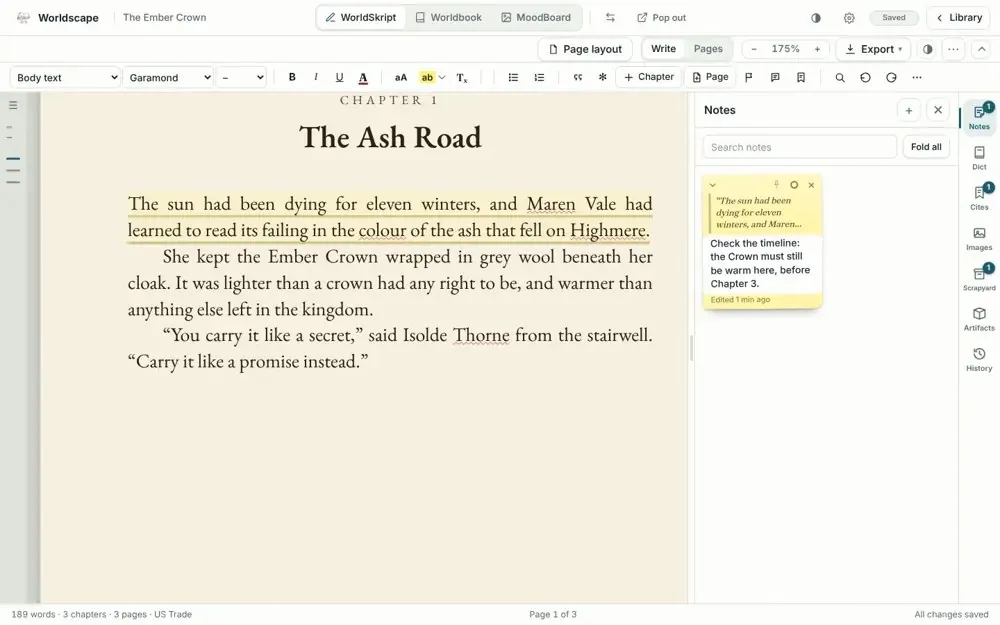 Worldscape
The Ember Crown
WorldSkript
Worldbook
MoodBoard
Pop out
Saved
Library
Page layout
Write
Pages
− 175% +
Export
Body text
Garamond
–
B I U A
aA
ab
Tx
+ Chapter
Page
CHAPTER 1
The Ash Road
The sun had been dying for eleven winters, and Maren Vale had
learned to read its failing in the colour of the ash that fell on Highmere.
She kept the Ember Crown wrapped in grey wool beneath her
cloak. It was lighter than a crown had any right to be, and warmer than
anything else left in the kingdom.
“You carry it like a secret,” said Isolde Thorne from the stairwell.
“Carry it like a promise instead.”
Notes
Search notes
Fold all
"The sun had been
dying for eleven
winters, and Maren...
Check the timeline:
the Crown must still
be warm here, before
Chapter 3.
Edited 1 min ago
1
Notes
Dict
1
Cites
Images
1
Scrapyard
Artifacts
History
189 words · 3 chapters · 3 pages · US Trade
Page 1 of 3
All changes saved